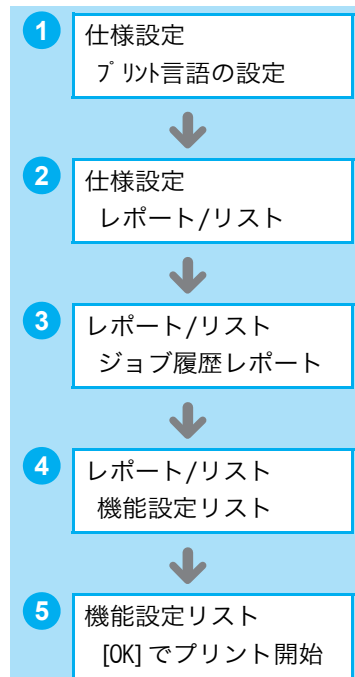 1
仕様設定
プリント言語の設定
2
仕様設定
レポート/リスト
3
レポート/リスト
ジョブ履歴レポート
4
レポート/リスト
機能設定リスト
5
機能設定リスト
[OK]でプリント開始